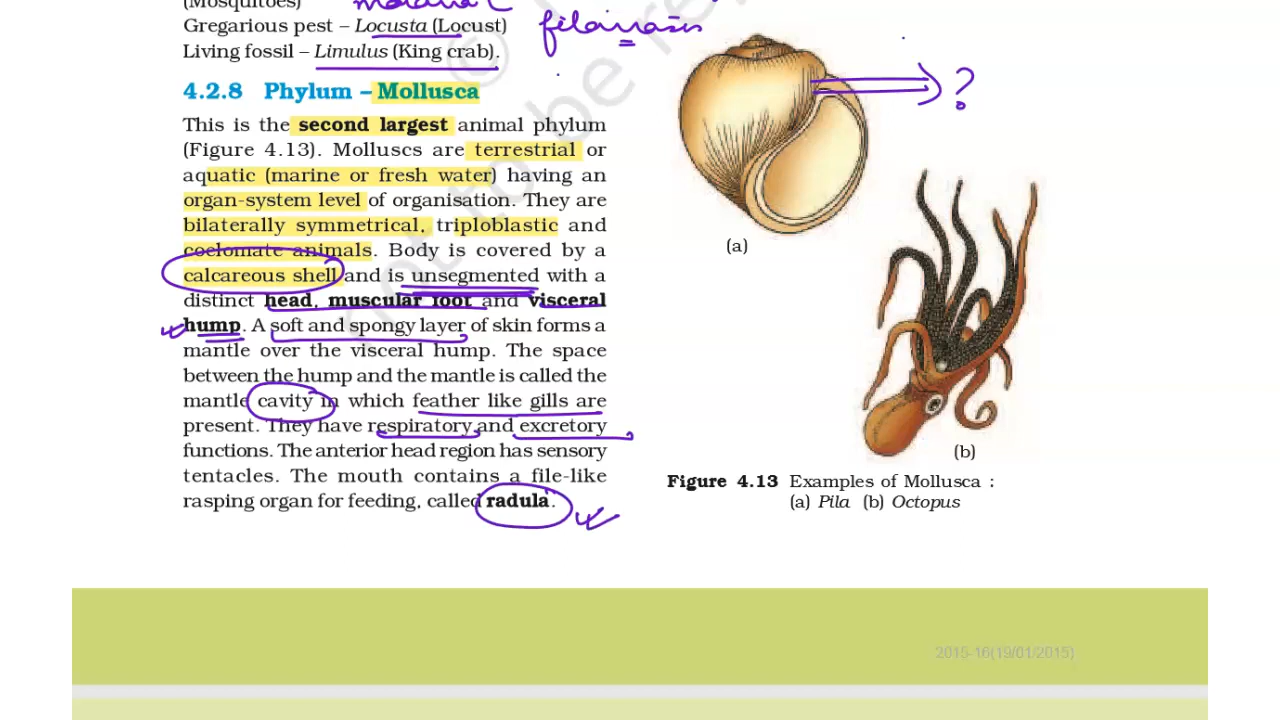 (Mosquitoes)
malaria
Gregarious pest – Locusta (Locust)
filariasis
Living fossil – Limulus (King crab).
4.2.8 Phylum – Mollusca
This is the second largest animal phylum
(Figure 4.13). Molluscs are terrestrial or
aquatic (marine or fresh water) having an
organ-system level of organisation. They are
bilaterally symmetrical, triploblastic and
coelomate animals. Body is covered by a
calcareous shell and is unsegmented with a
distinct head, muscular foot and visceral
hump. A soft and spongy layer of skin forms a
mantle over the visceral hump. The space
between the hump and the mantle is called the
mantle cavity in which feather like gills are
present. They have respiratory and excretory
functions. The anterior head region has sensory
tentacles. The mouth contains a file-like
rasping organ for feeding, called radula.
?
(a)
(b)
Figure 4.13 Examples of Mollusca :
(a) Pila (b) Octopus
© not to be re
2015-16(19/01/2015)